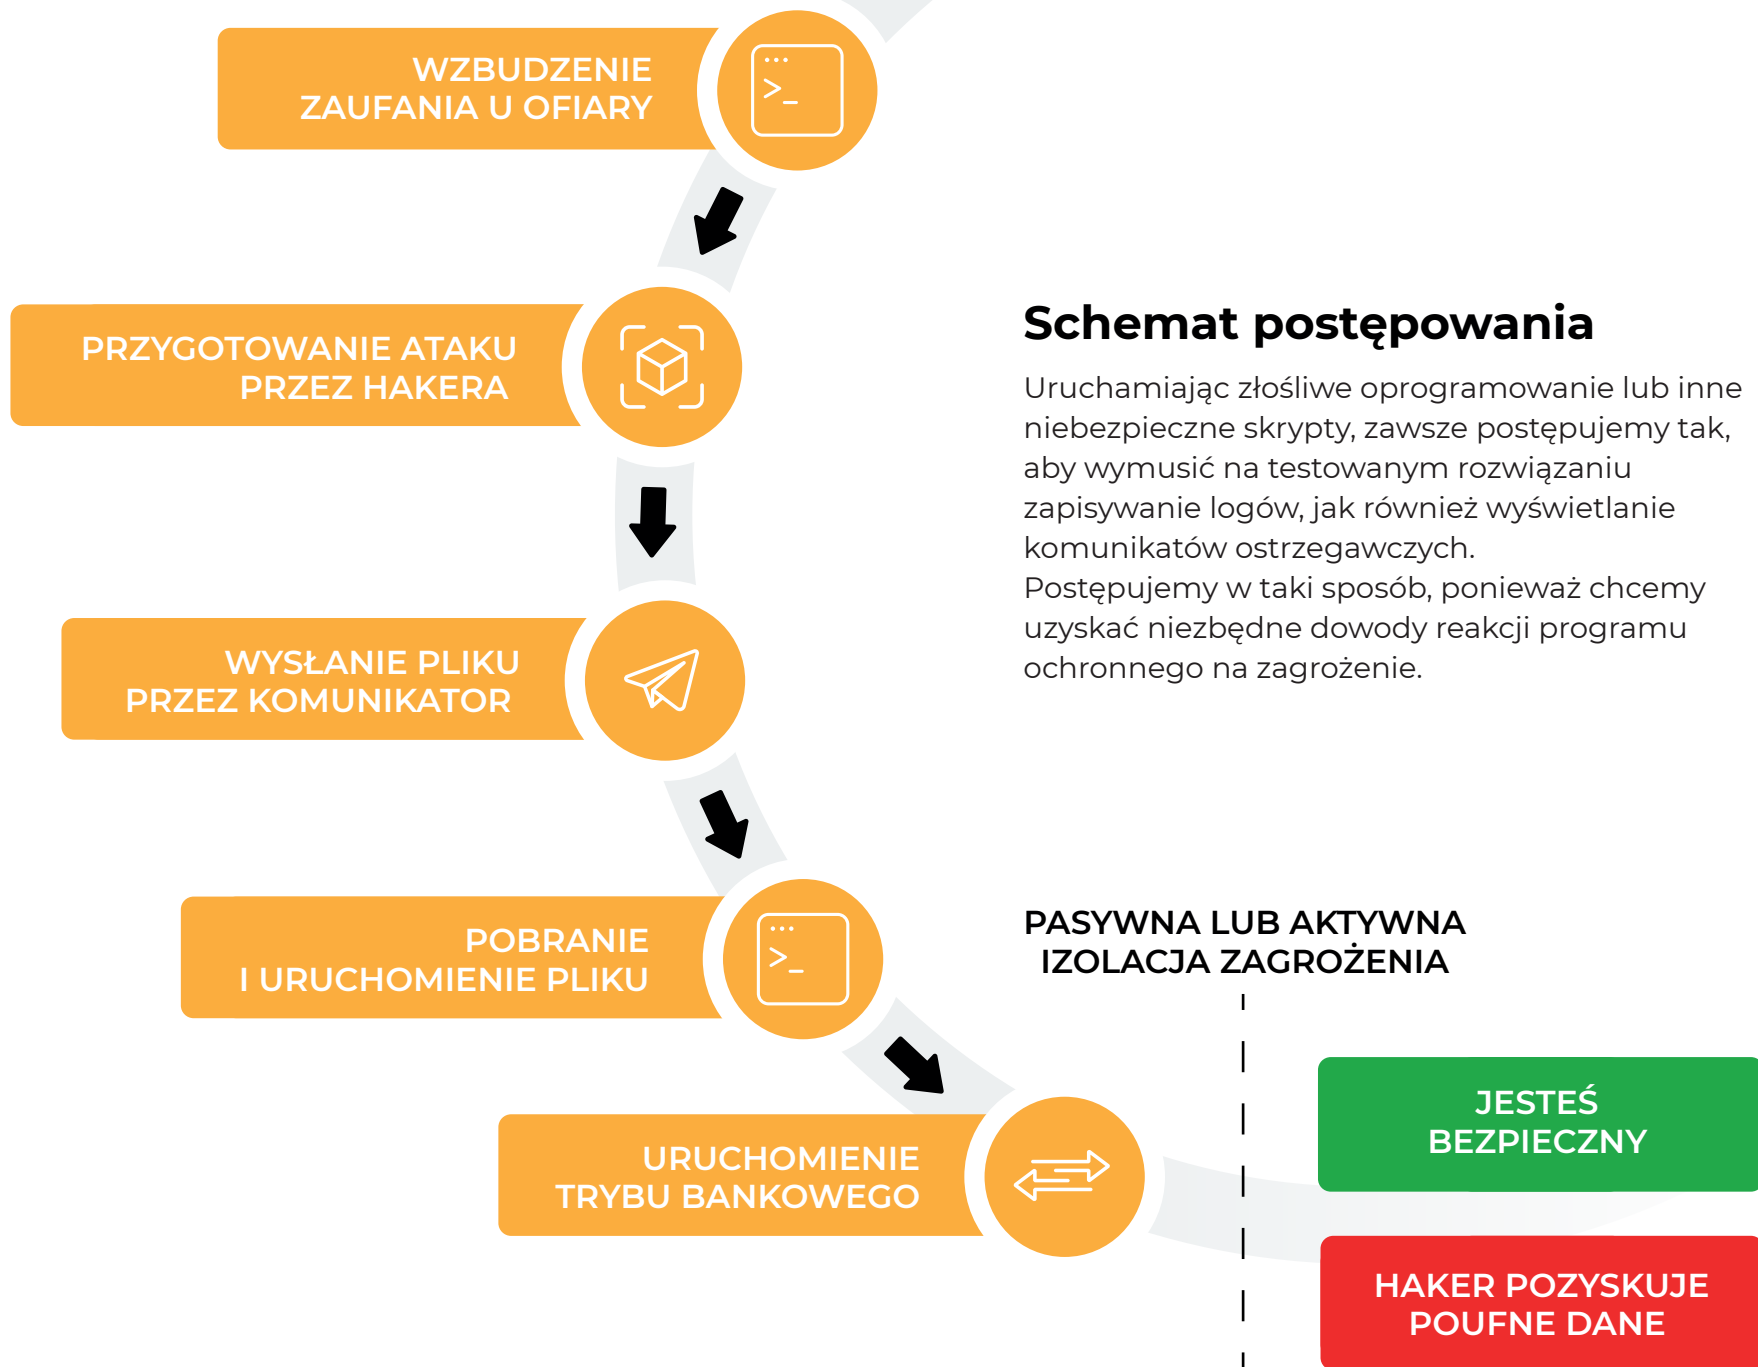 WZBUDZENIE
ZAUFANIA U OFIARY
PRZYGOTOWANIE ATAKU
PRZEZ HAKERA
WYSŁANIE PLIKU
PRZEZ KOMUNIKATOR
POBRANIE
I URUCHOMIENIE PLIKU
URUCHOMIENIE
TRYBU BANKOWEGO
Schemat postępowania
Uruchamiając złośliwe oprogramowanie lub inne
niebezpieczne skrypty, zawsze postępujemy tak,
aby wymusić na testowanym rozwiązaniu
zapisywanie logów, jak również wyświetlanie
komunikatów ostrzegawczych.
Postępujemy w taki sposób, ponieważ chcemy
uzyskać niezbędne dowody reakcji programu
ochronnego na zagrożenie.
PASYWNA LUB AKTYWNA
IZOLACJA ZAGROŻENIA
JESTEŚ
BEZPIECZNY
HAKER POZYSKUJE
POUFNE DANE